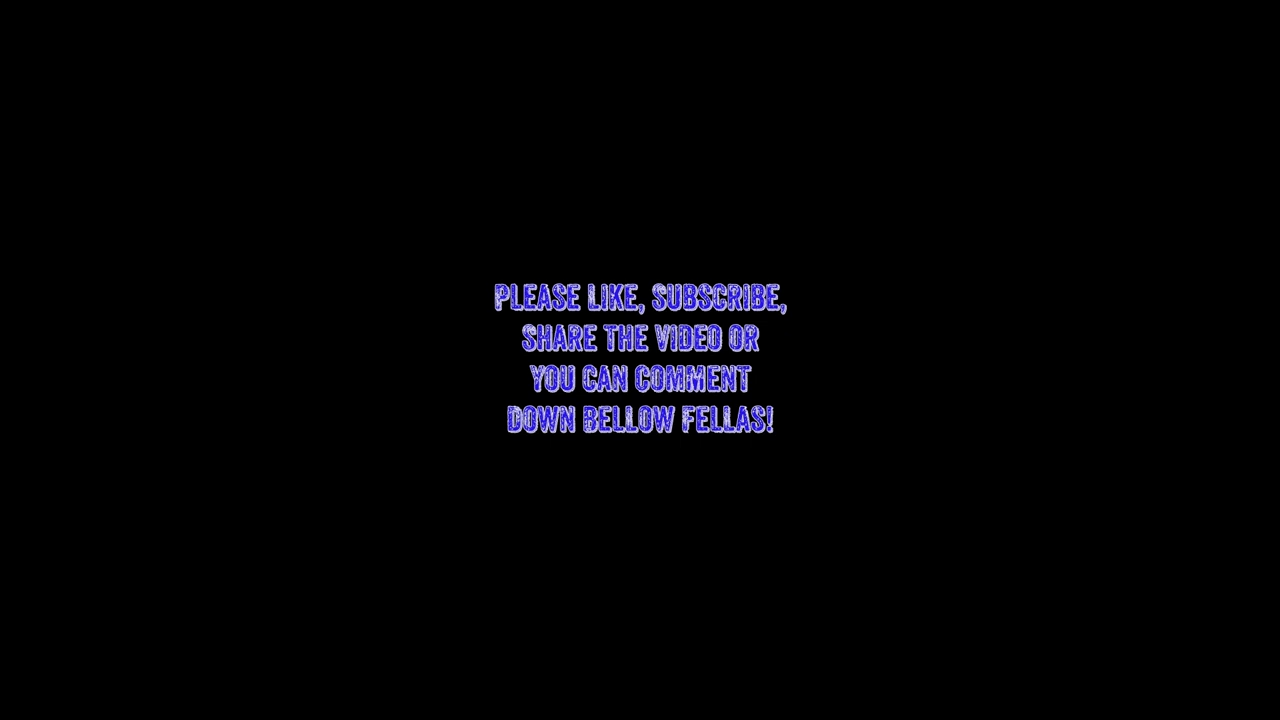 PLEASE LIKE, SUBSCRIBE,
SHARE THE VIDEO OR
YOU CAN COMMENT
DOWN BELLOW FELLAS!